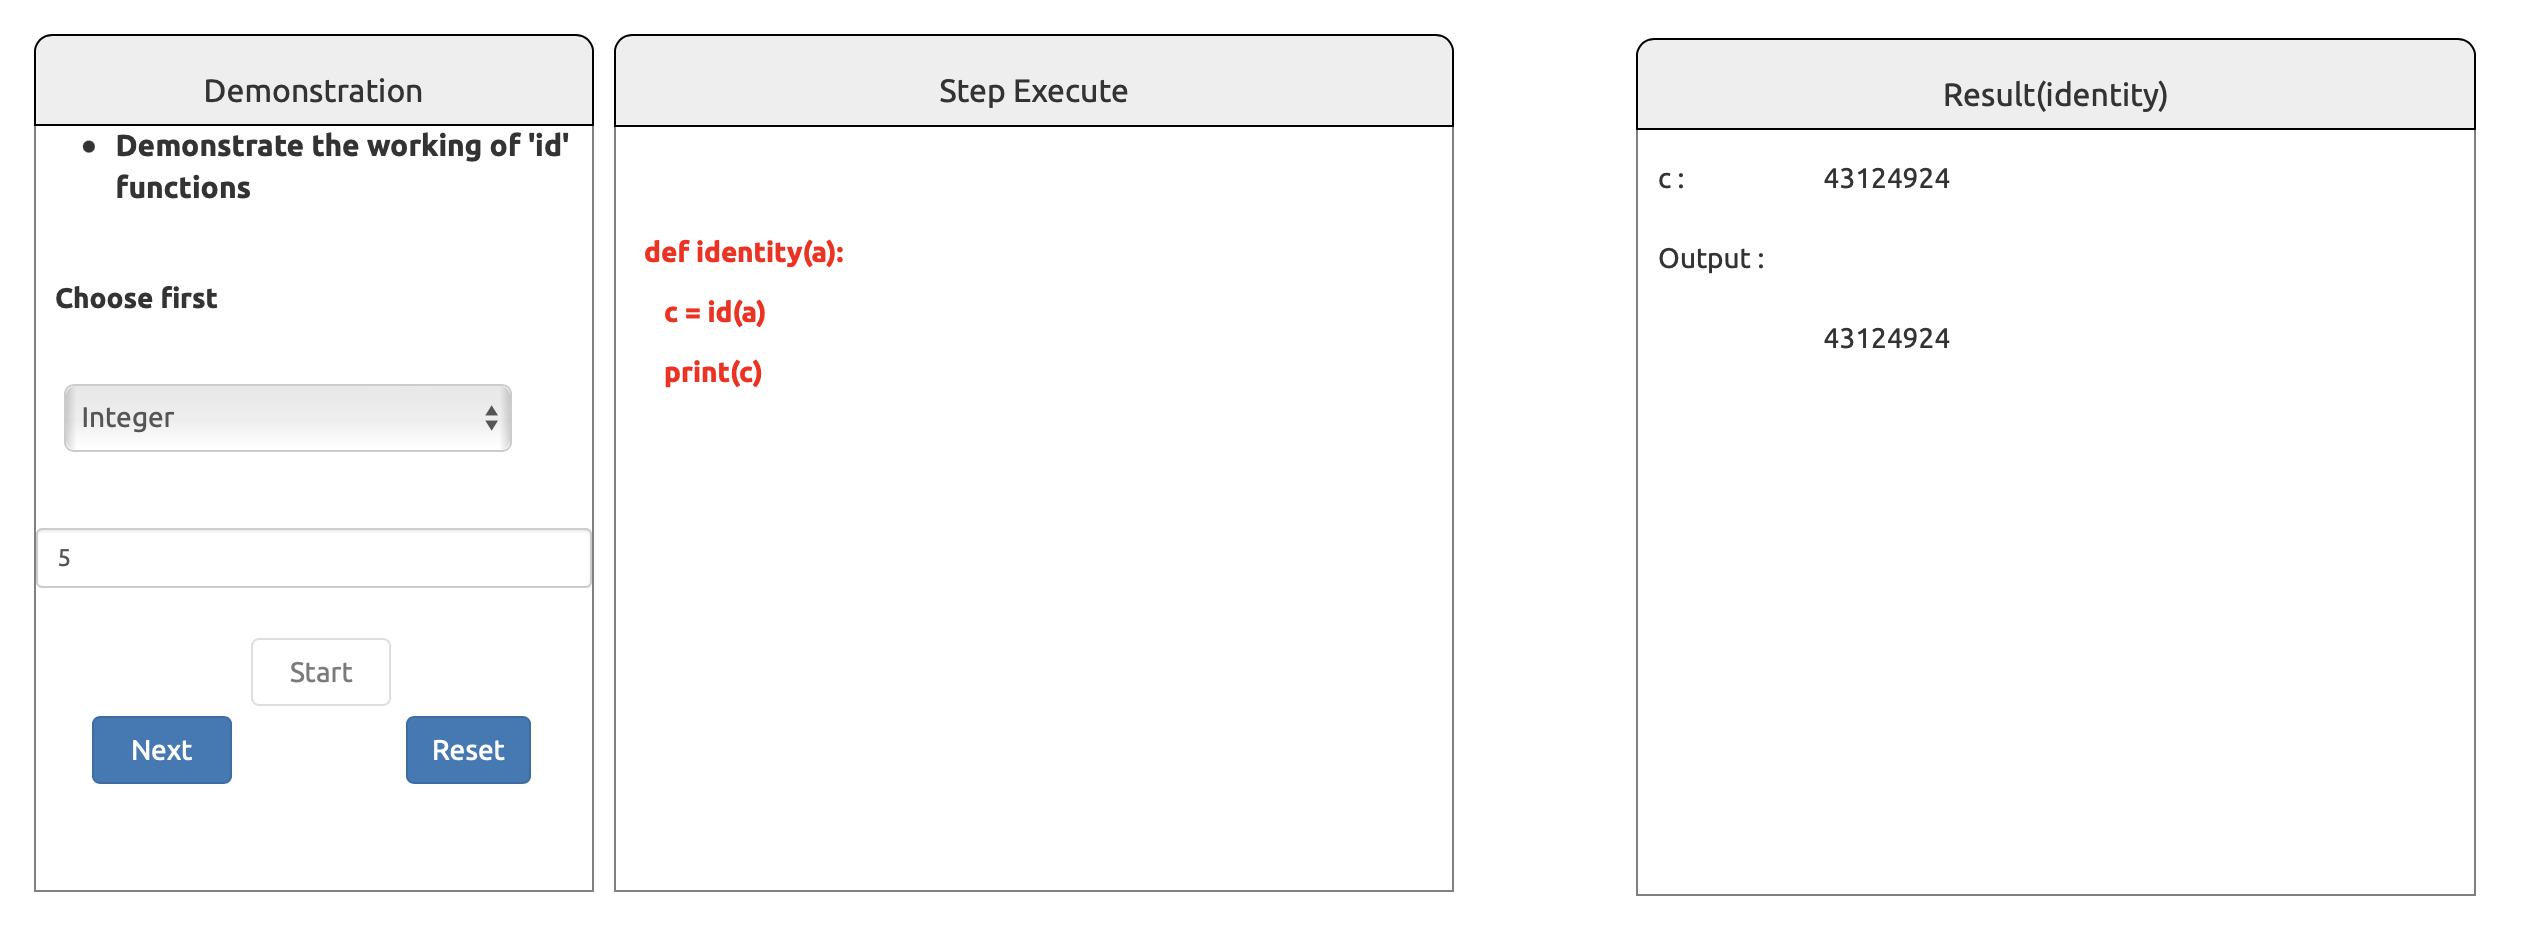 Demonstration
• Demonstrate the working of 'id'
functions
Choose first
Integer
5
Start
Next
Reset
Step Execute
def identity(a):
c = id(a)
print(c)
Result(identity)
c : 43124924
Output :
43124924